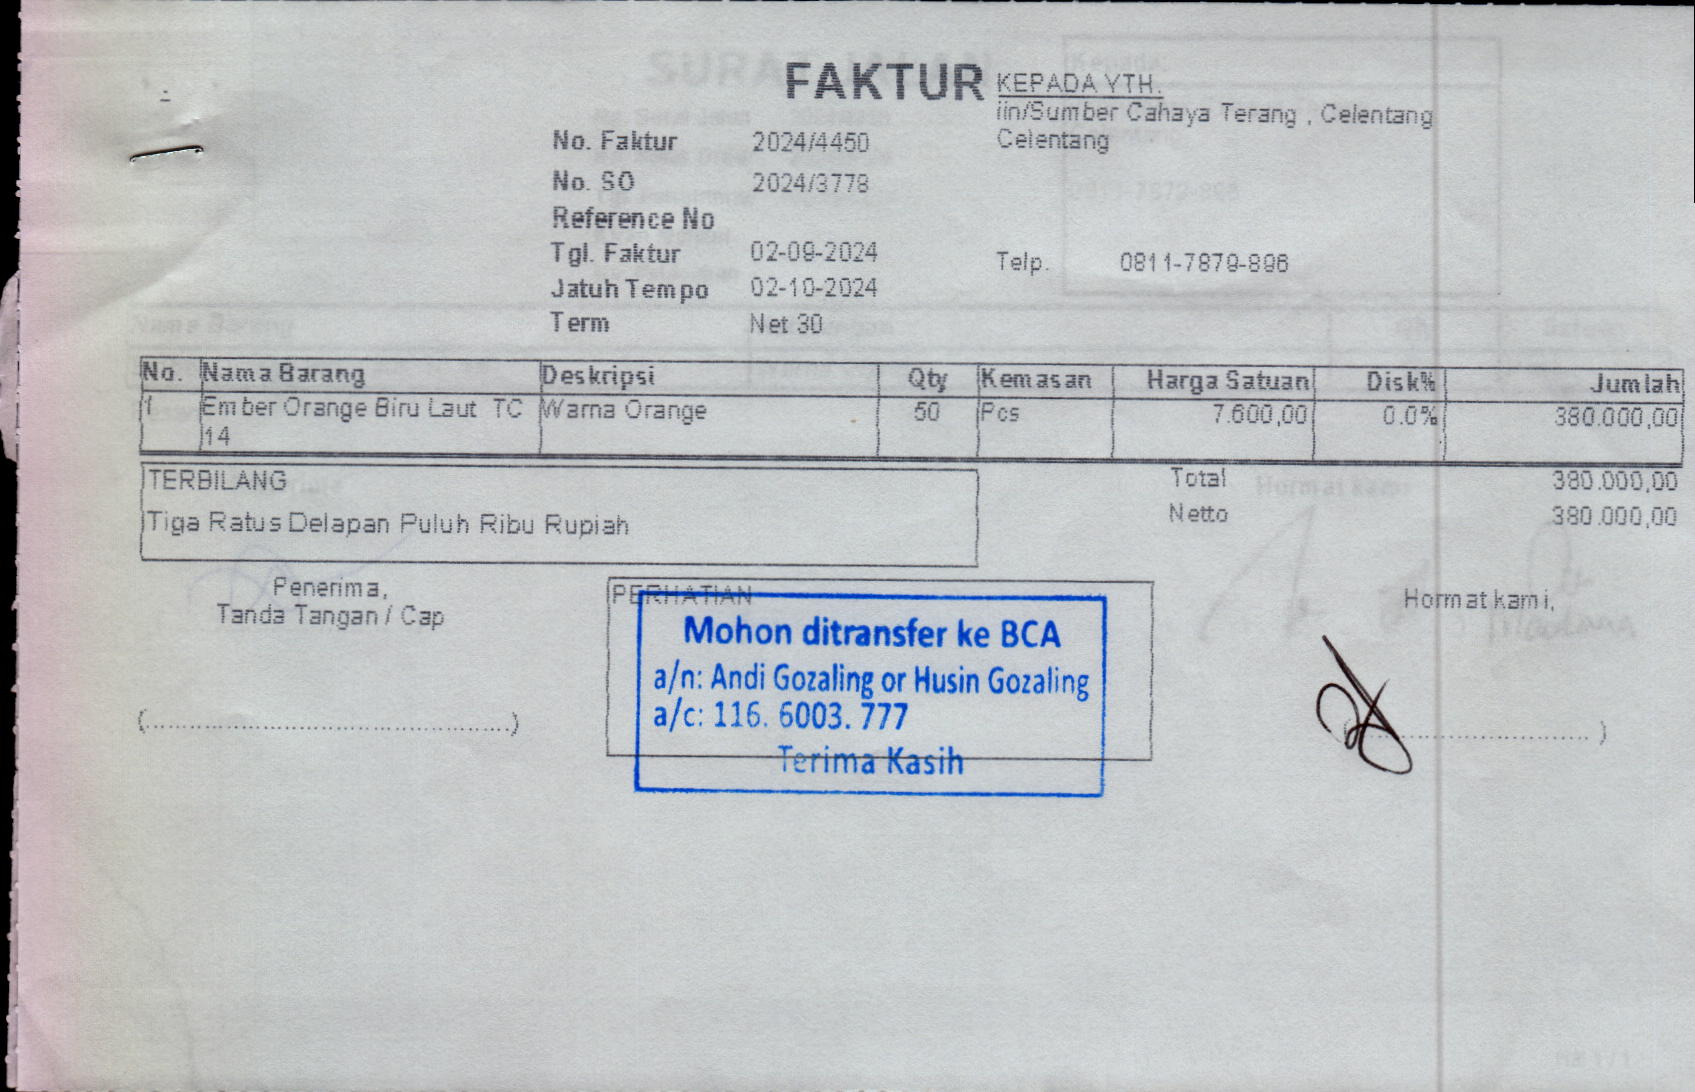 FAKTUR
KEPADA YTH.
iin/Sumber Cahaya Terang , Celentang
Celentang
No. Faktur 2024/4450
No. SO 2024/3778
Reference No
Tgl. Faktur 02-09-2024
Telp. 0811-7879-896
Jatuh Tempo 02-10-2024
Term Net 30
No. Nama Barang Deskripsi Qty Kemasan Harga Satuan Disk% Jumlah
1 Ember Orange Biru Laut TC Warna Orange 50 Pcs 7.600,00 0.0% 380.000,00
14
TERBILANG
Total 380.000,00
Tiga Ratus Delapan Puluh Ribu Rupiah
Netto 380.000,00
Penerima,
Tanda Tangan / Cap
(..................................................)
PERHATIAN
Mohon ditransfer ke BCA
a/n: Andi Gozaling or Husin Gozaling
a/c: 116. 6003. 777
Terima Kasih
Hormat kami,
(.................................. )